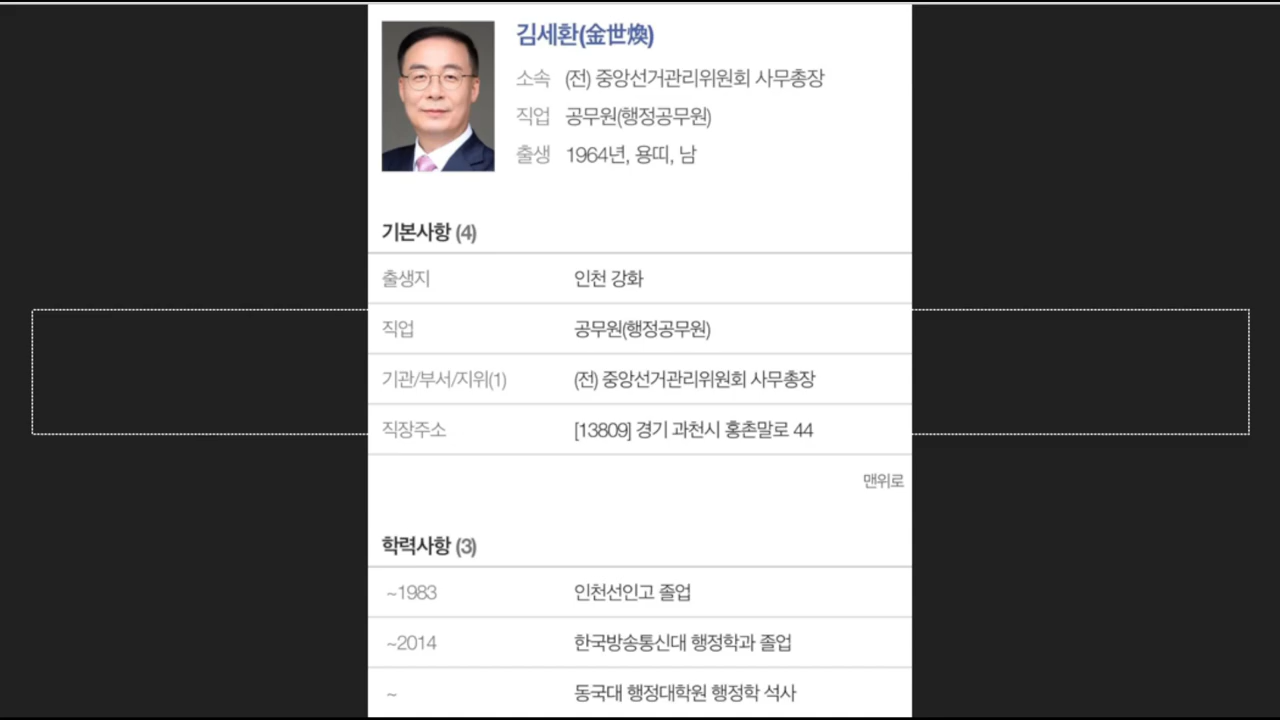 김세환(金世煥)
소속 (전) 중앙선거관리위원회 사무총장
직업 공무원(행정공무원)
출생 1964년, 용띠, 남
기본사항 (4)
출생지 인천 강화
직업 공무원(행정공무원)
기관/부서/지위(1) (전) 중앙선거관리위원회 사무총장
직장주소 [13809] 경기 과천시 홍촌말로 44
맨위로
학력사항 (3)
~1983 인천선인고 졸업
~2014 한국방송통신대 행정학과 졸업
~ 동국대 행정대학원 행정학 석사